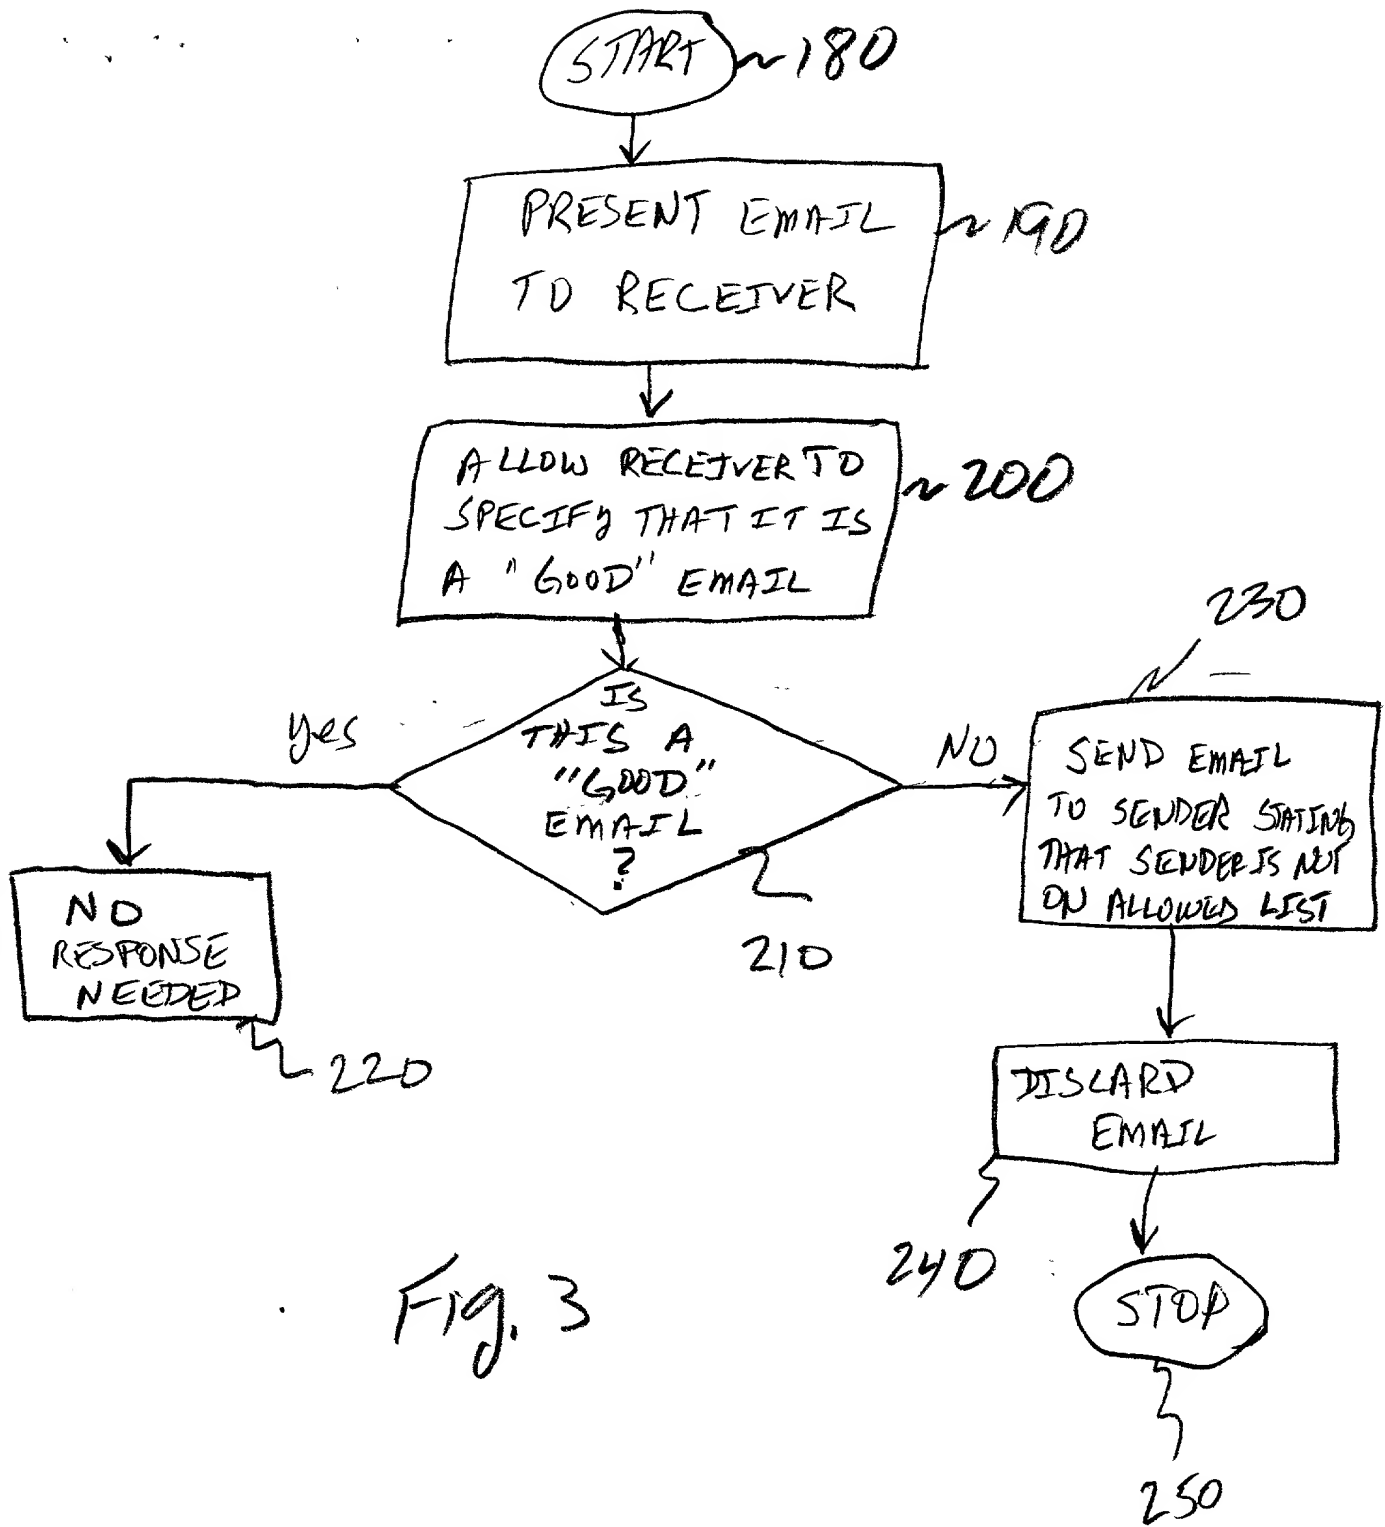 START 180
PRESENT EMAIL
TO RECEIVER
190
ALLOW RECEIVER TO
SPECIFY THAT IT IS
A "GOOD" EMAIL
200
IS
THIS A
"GOOD"
EMAIL
?
210
yes
NO
NO
RESPONSE
NEEDED
220
230
SEND EMAIL
TO SENDER STATING
THAT SENDER IS NOT
ON ALLOWED LIST
DISCARD
EMAIL
240
STOP
250
Fig. 3